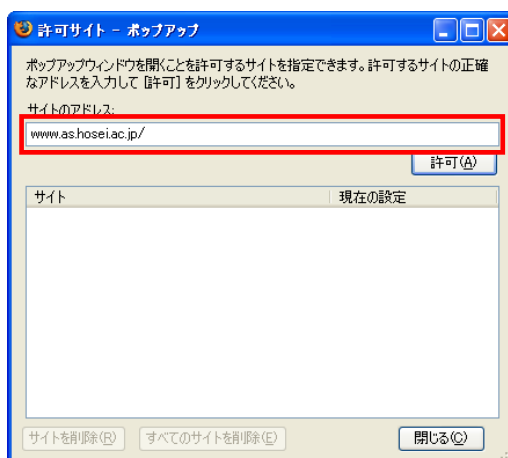 許可サイト - ポップアップ
ポップアップウィンドウを開くことを許可するサイトを指定できます。許可するサイトの正確
なアドレスを入力して [許可] をクリックしてください。
サイトのアドレス:
www.as.hosei.ac.jp/
許可(A)
サイト 現在の設定
サイトを削除(R) すべてのサイトを削除(E) 閉じる(C)